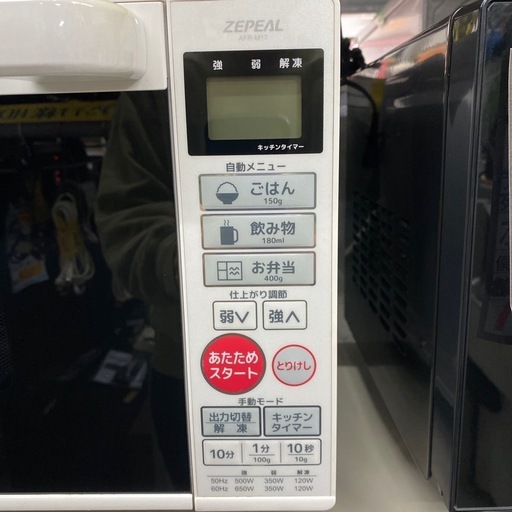 ZEPEAL
強 弱 解凍
キッチンタイマー
自動メニュー
ごはん
150g
飲み物
180ml
お弁当
400g
仕上がり調節
弱∨ 強∧
あたため
スタート
とりけし
手動モード
出力切替
解凍
キッチン
タイマー
10分
1分
100g
10秒
10g
強 弱 解凍
50Hz 500W 350W 120W
60Hz 650W 350W 120W